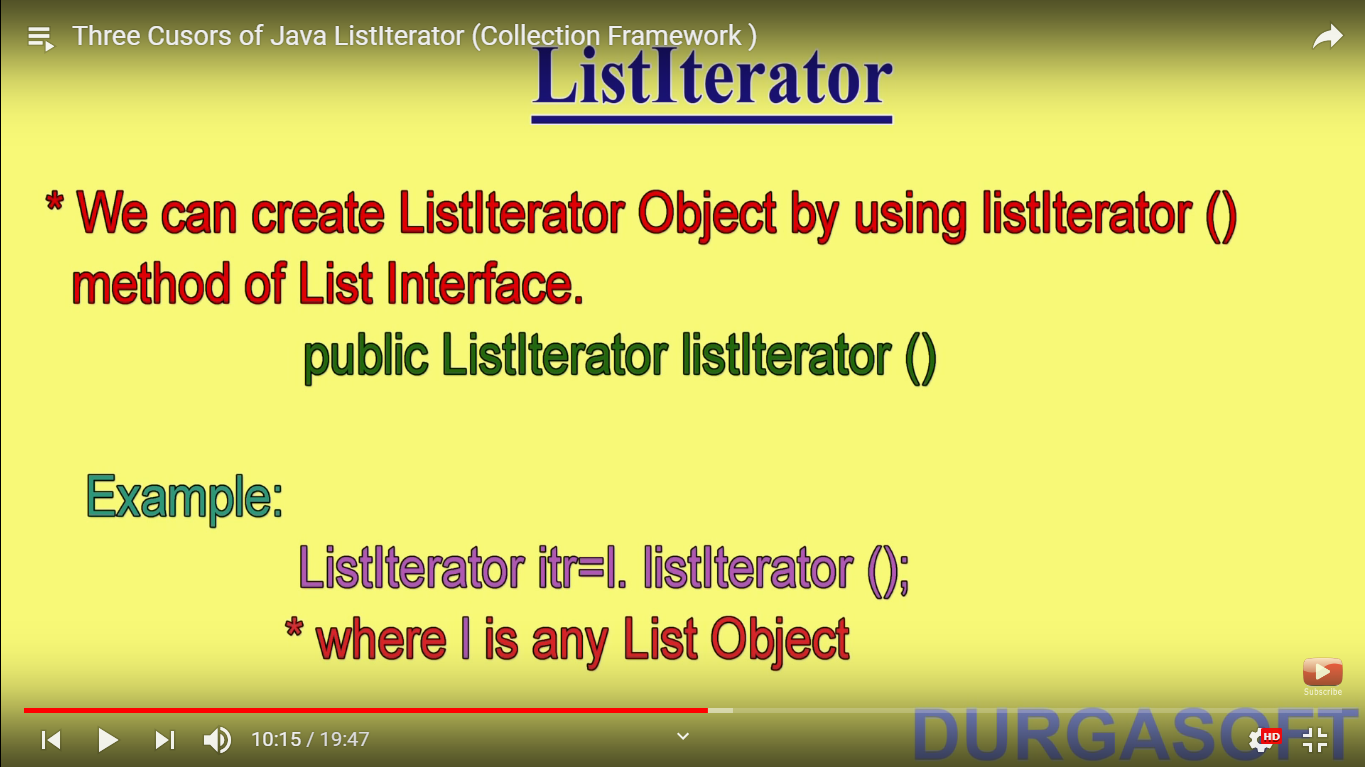 Three Cusors of Java ListIterator (Collection Framework )
ListIterator
* We can create ListIterator Object by using listIterator ()
method of List Interface.
public ListIterator listIterator ()
Example:
ListIterator itr=l. listIterator ();
* where l is any List Object
Subscribe
DURGASOFT
10:15 / 19:47
HD